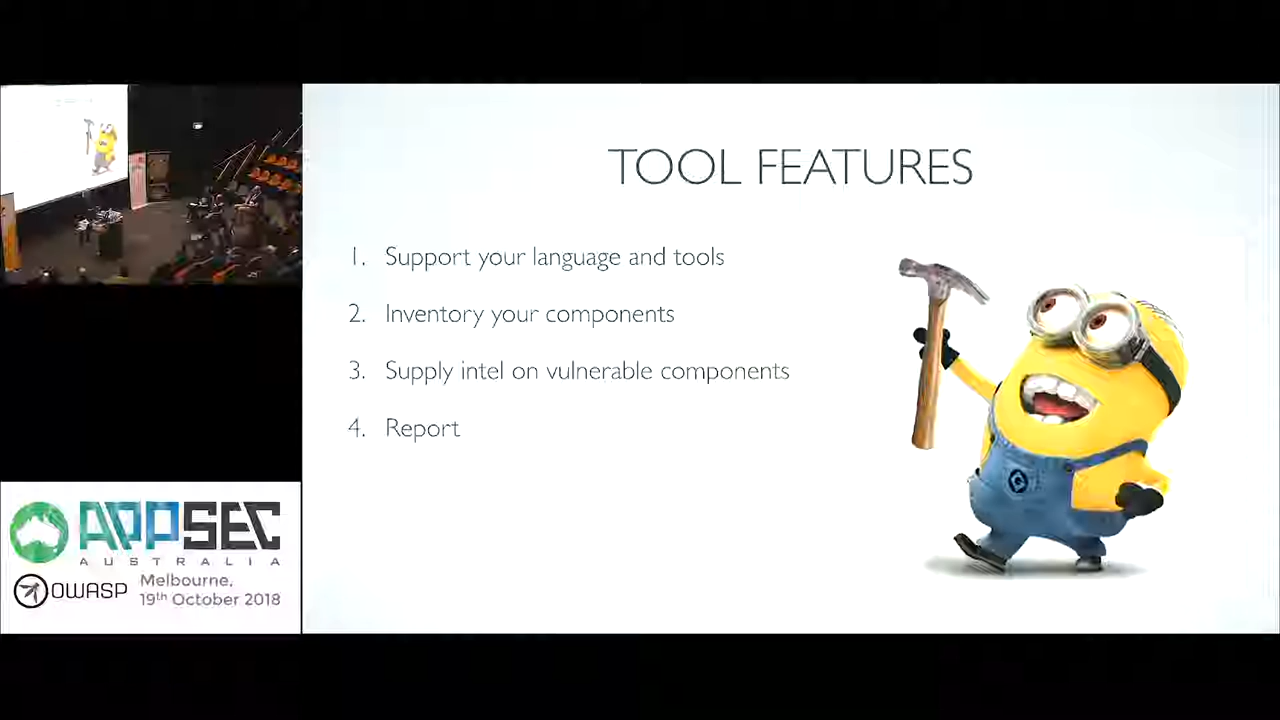 TOOL FEATURES
1. Support your language and tools
2. Inventory your components
3. Supply intel on vulnerable components
4. Report
APPSEC
AUSTRALIA
OWASP
Melbourne,
19th October 2018